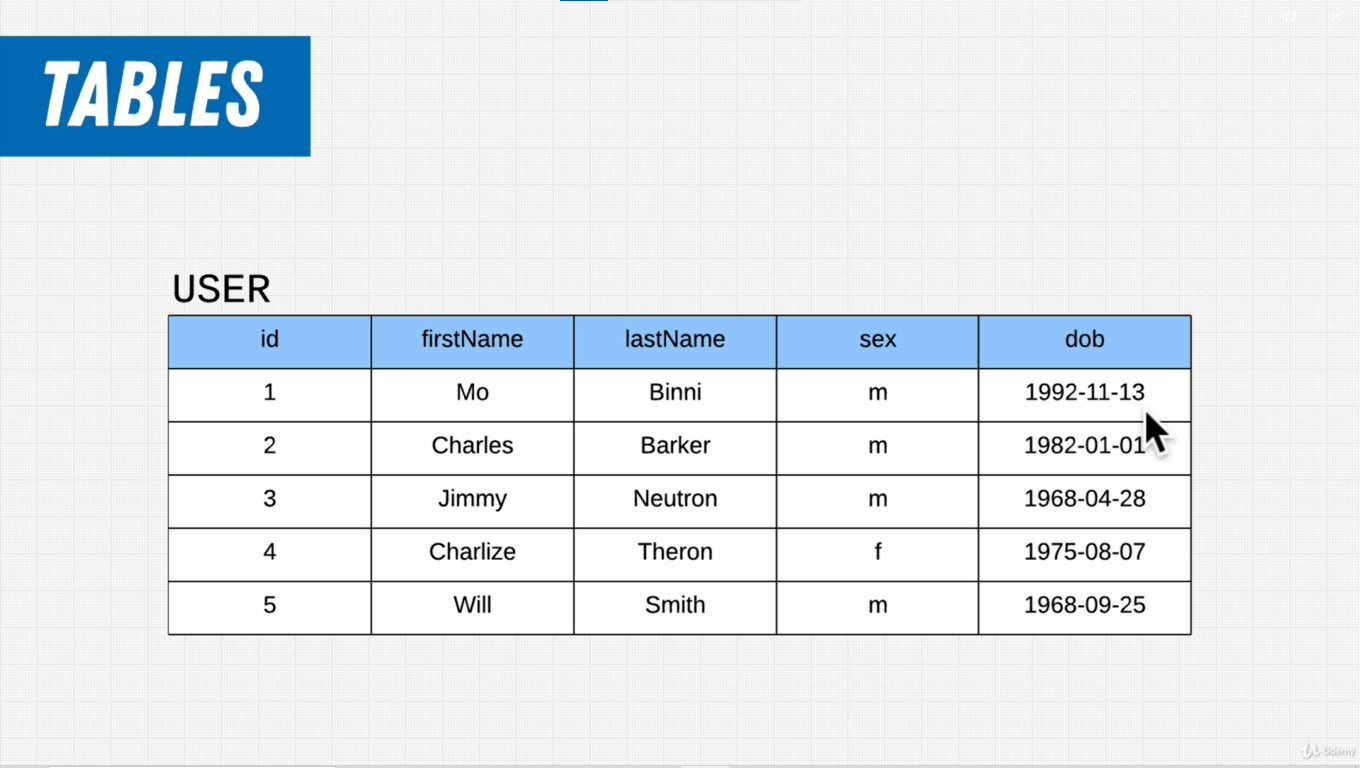 TABLES
USER
id firstName lastName sex dob
1 Mo Binni m 1992-11-13
2 Charles Barker m 1982-01-01
3 Jimmy Neutron m 1968-04-28
4 Charlize Theron f 1975-08-07
5 Will Smith m 1968-09-25
Udemy